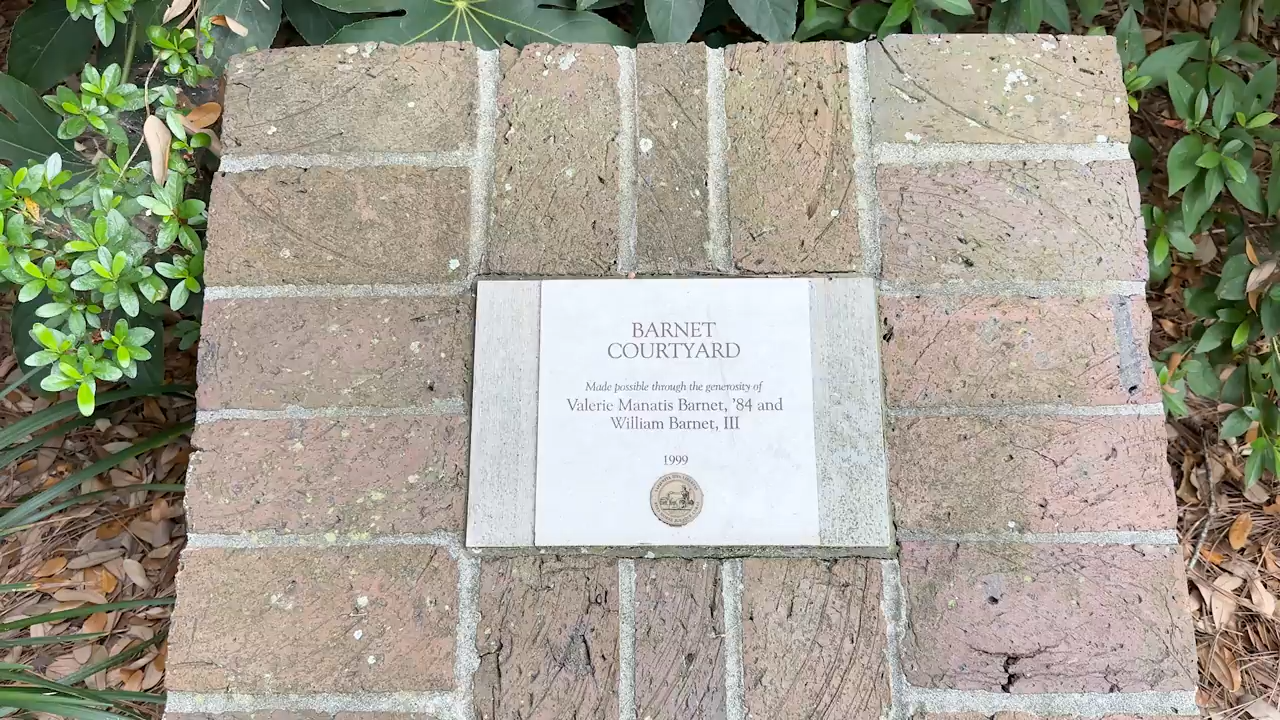 BARNET
COURTYARD
Made possible through the generosity of
Valerie Manatis Barnet, ’84 and
William Barnet, III
1999